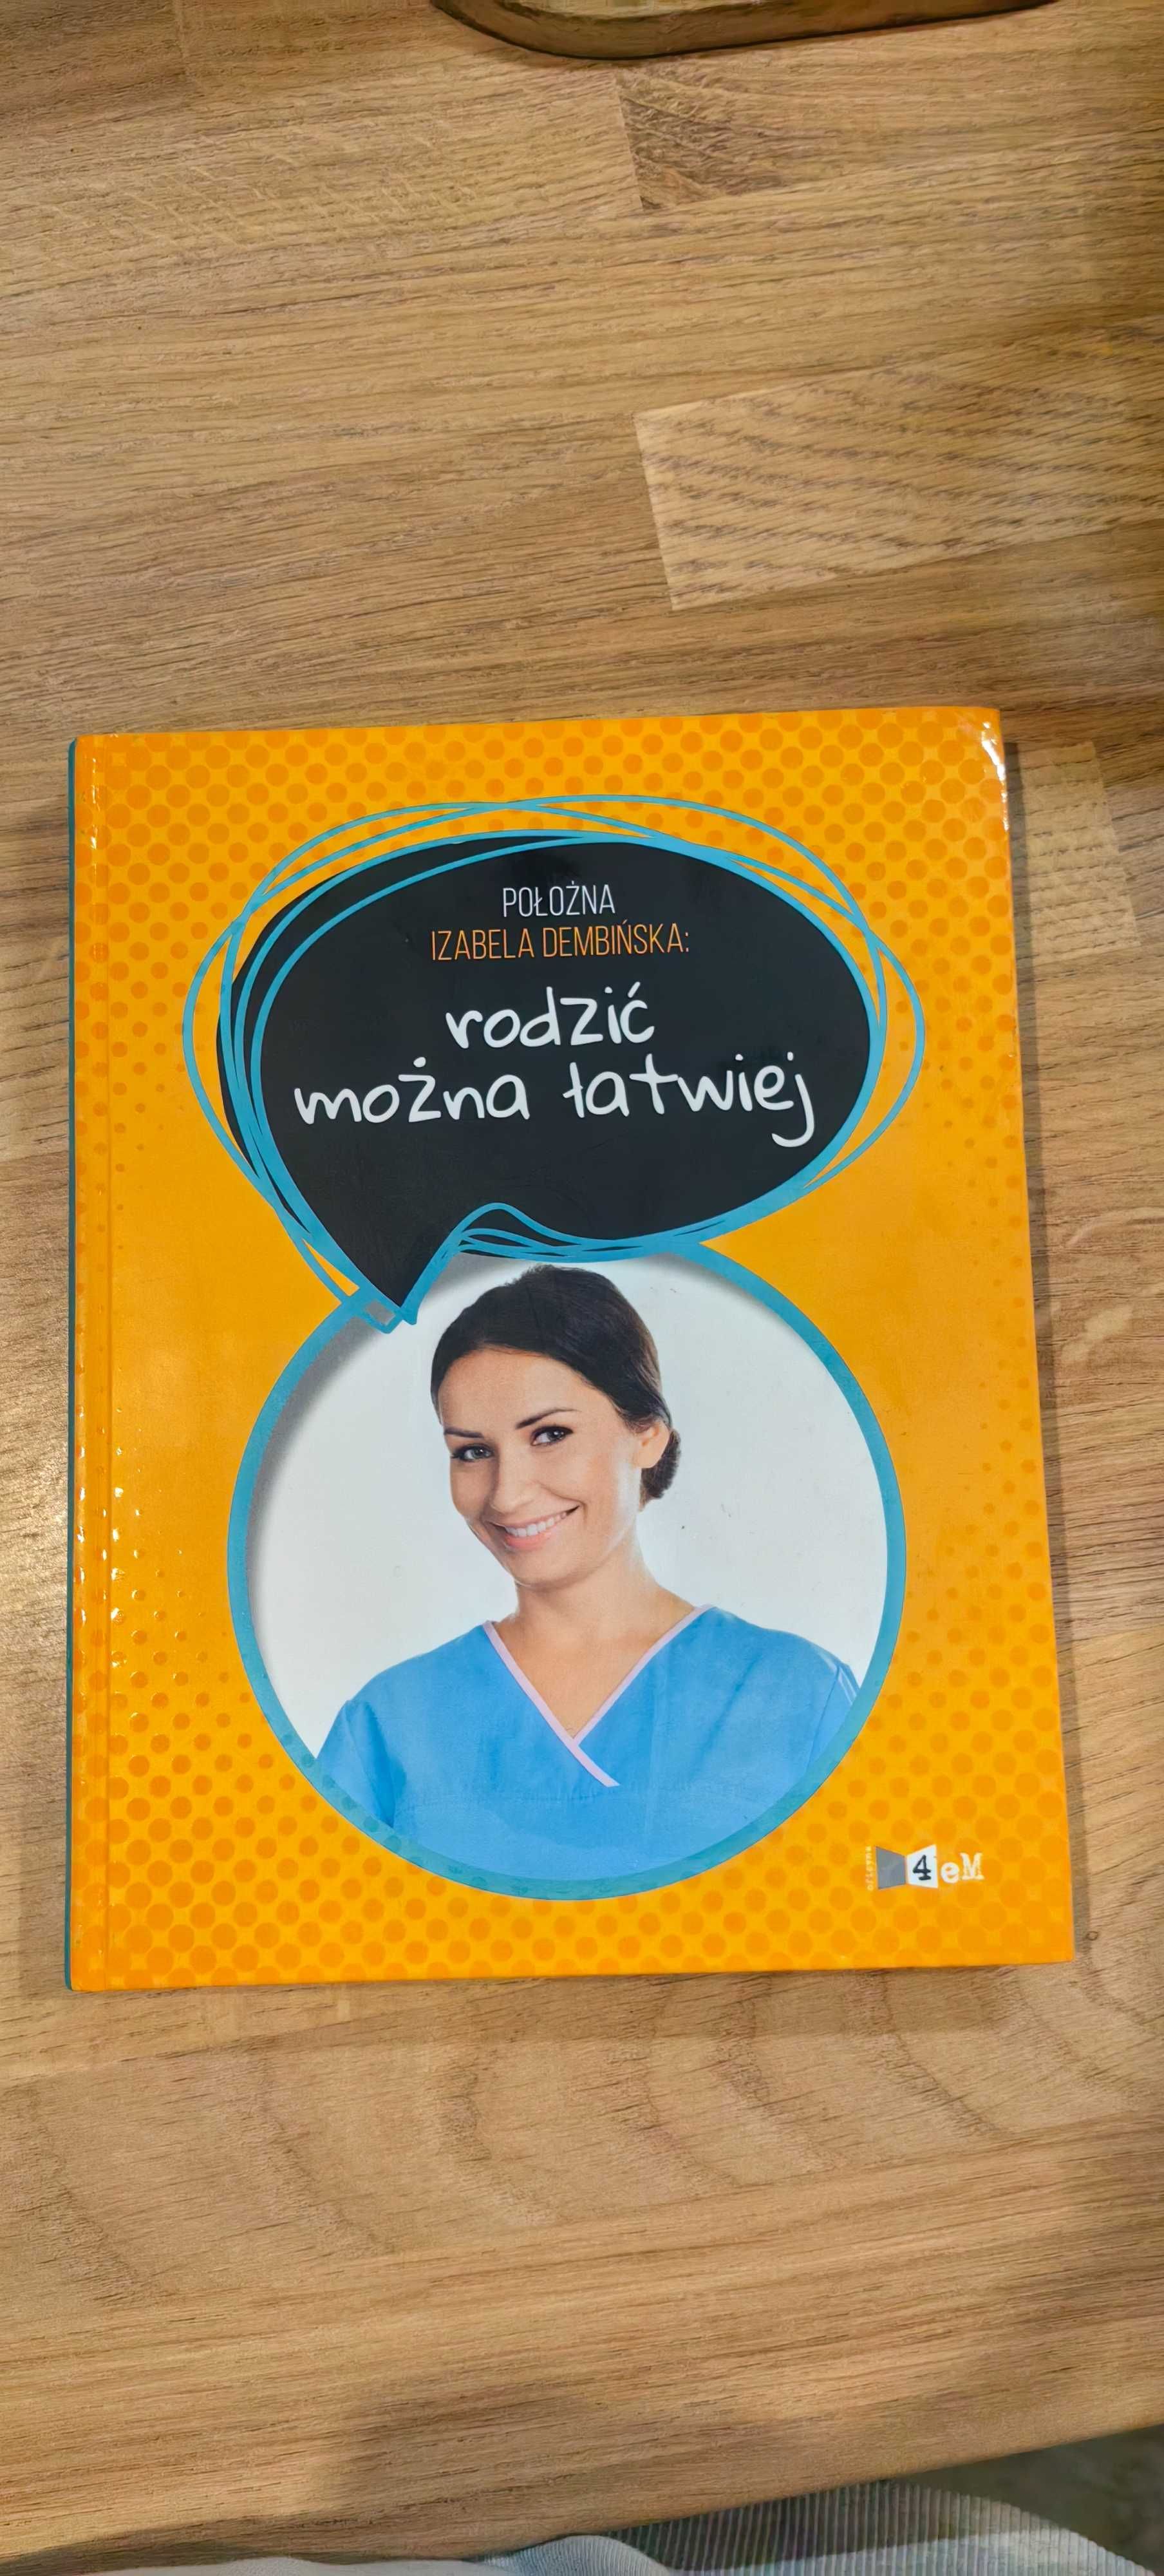 POŁOŻNA
IZABELA DEMBIŃSKA:
rodzić
można łatwiej
4eM